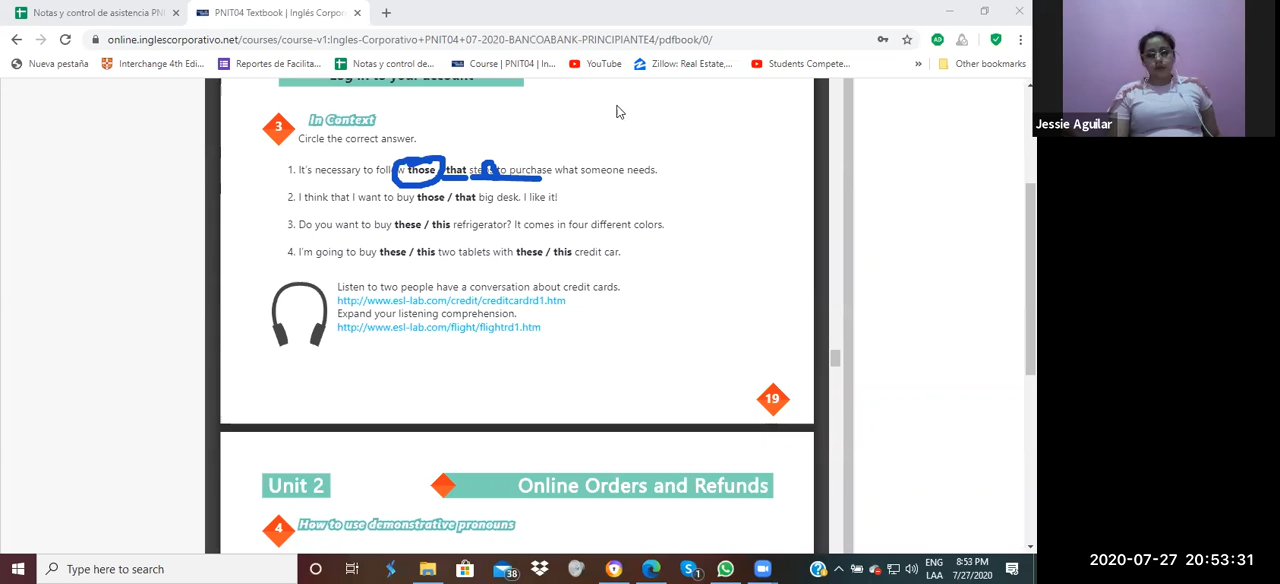 Notas y control de asistencia PNI
PNIT04 Textbook | Inglés Corpor
online.inglescorporativo.net/courses/course-v1:Ingles-Corporativo+PNIT04+07-2020-BANCOABANK-PRINCIPIANTE4/pdfbook/0/
Nueva pestaña
Interchange 4th Edi...
Reportes de Facilita...
Notas y control de...
Course | PNIT04 | In...
YouTube
Zillow: Real Estate,...
Students Compete...
»
Other bookmarks
Log in to your account
3 In Context
Circle the correct answer.
1. It's necessary to follow those / that steps to purchase what someone needs.
2. I think that I want to buy those / that big desk. I like it!
3. Do you want to buy these / this refrigerator? It comes in four different colors.
4. I'm going to buy these / this two tablets with these / this credit car.
Listen to two people have a conversation about credit cards.
http://www.esl-lab.com/credit/creditcardrd1.htm
Expand your listening comprehension.
http://www.esl-lab.com/flight/flightrd1.htm
19
Unit 2 Online Orders and Refunds
4 How to use demonstrative pronouns
Jessie Aguilar
Type here to search
38
1
ENG 8:53 PM
LAA 7/27/2020
2020-07-27 20:53:31